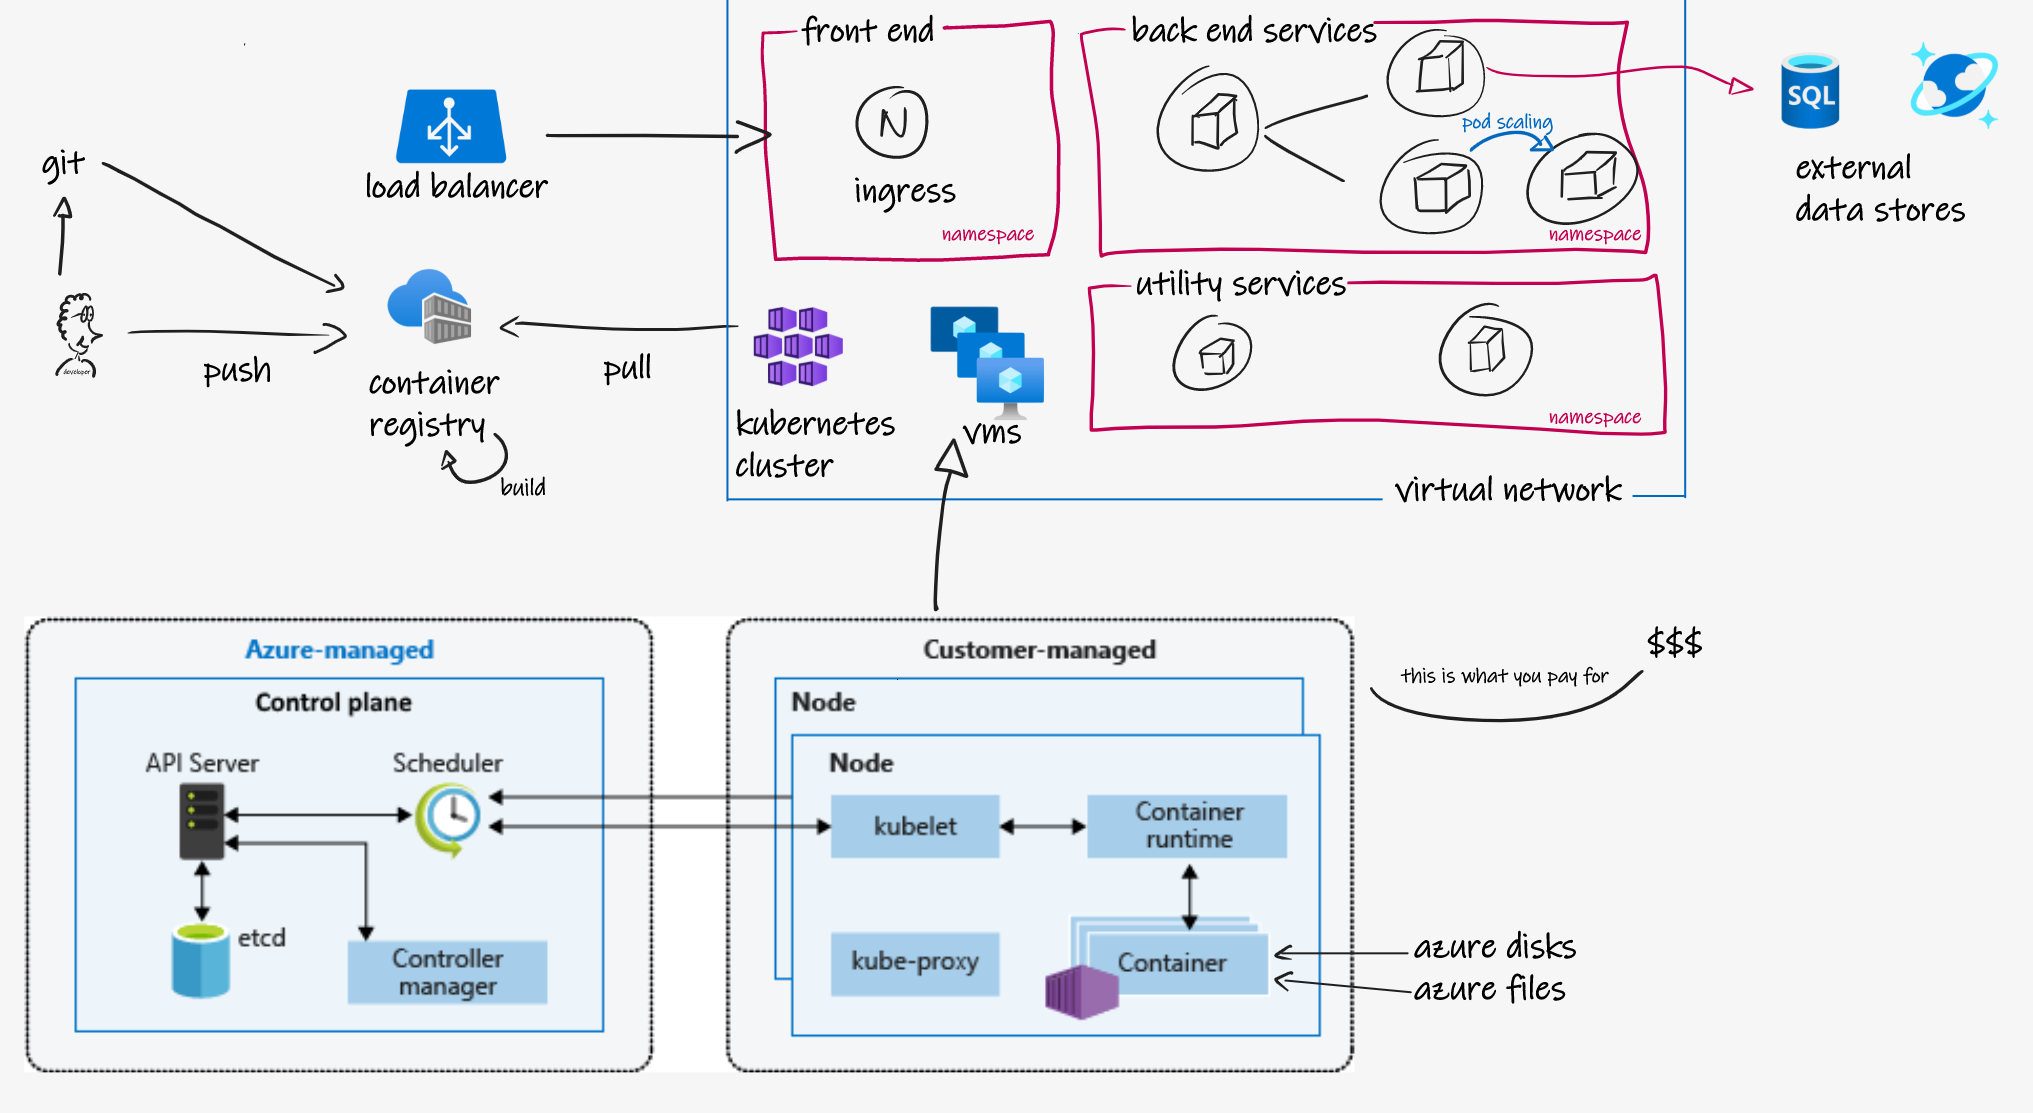 front end
back end services
N
SQL
pod scaling
git
load balancer
ingress
namespace
namespace
external
data stores
utility services
developer
push
pull
container
registry
build
kubernetes
cluster
vms
namespace
virtual network
Azure-managed
Control plane
API Server
Scheduler
etcd
Controller
manager
Customer-managed
Node
Node
kubelet
Container
runtime
kube-proxy
Container
this is what you pay for
$$$
azure disks
azure files